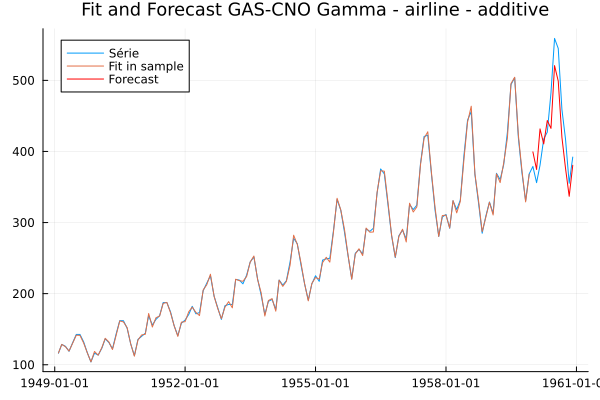 Fit and Forecast GAS-CNO Gamma - airline - additive
Série
Fit in sample
Forecast
500
400
300
200
100
1949-01-01 1952-01-01 1955-01-01 1958-01-01 1961-01-0